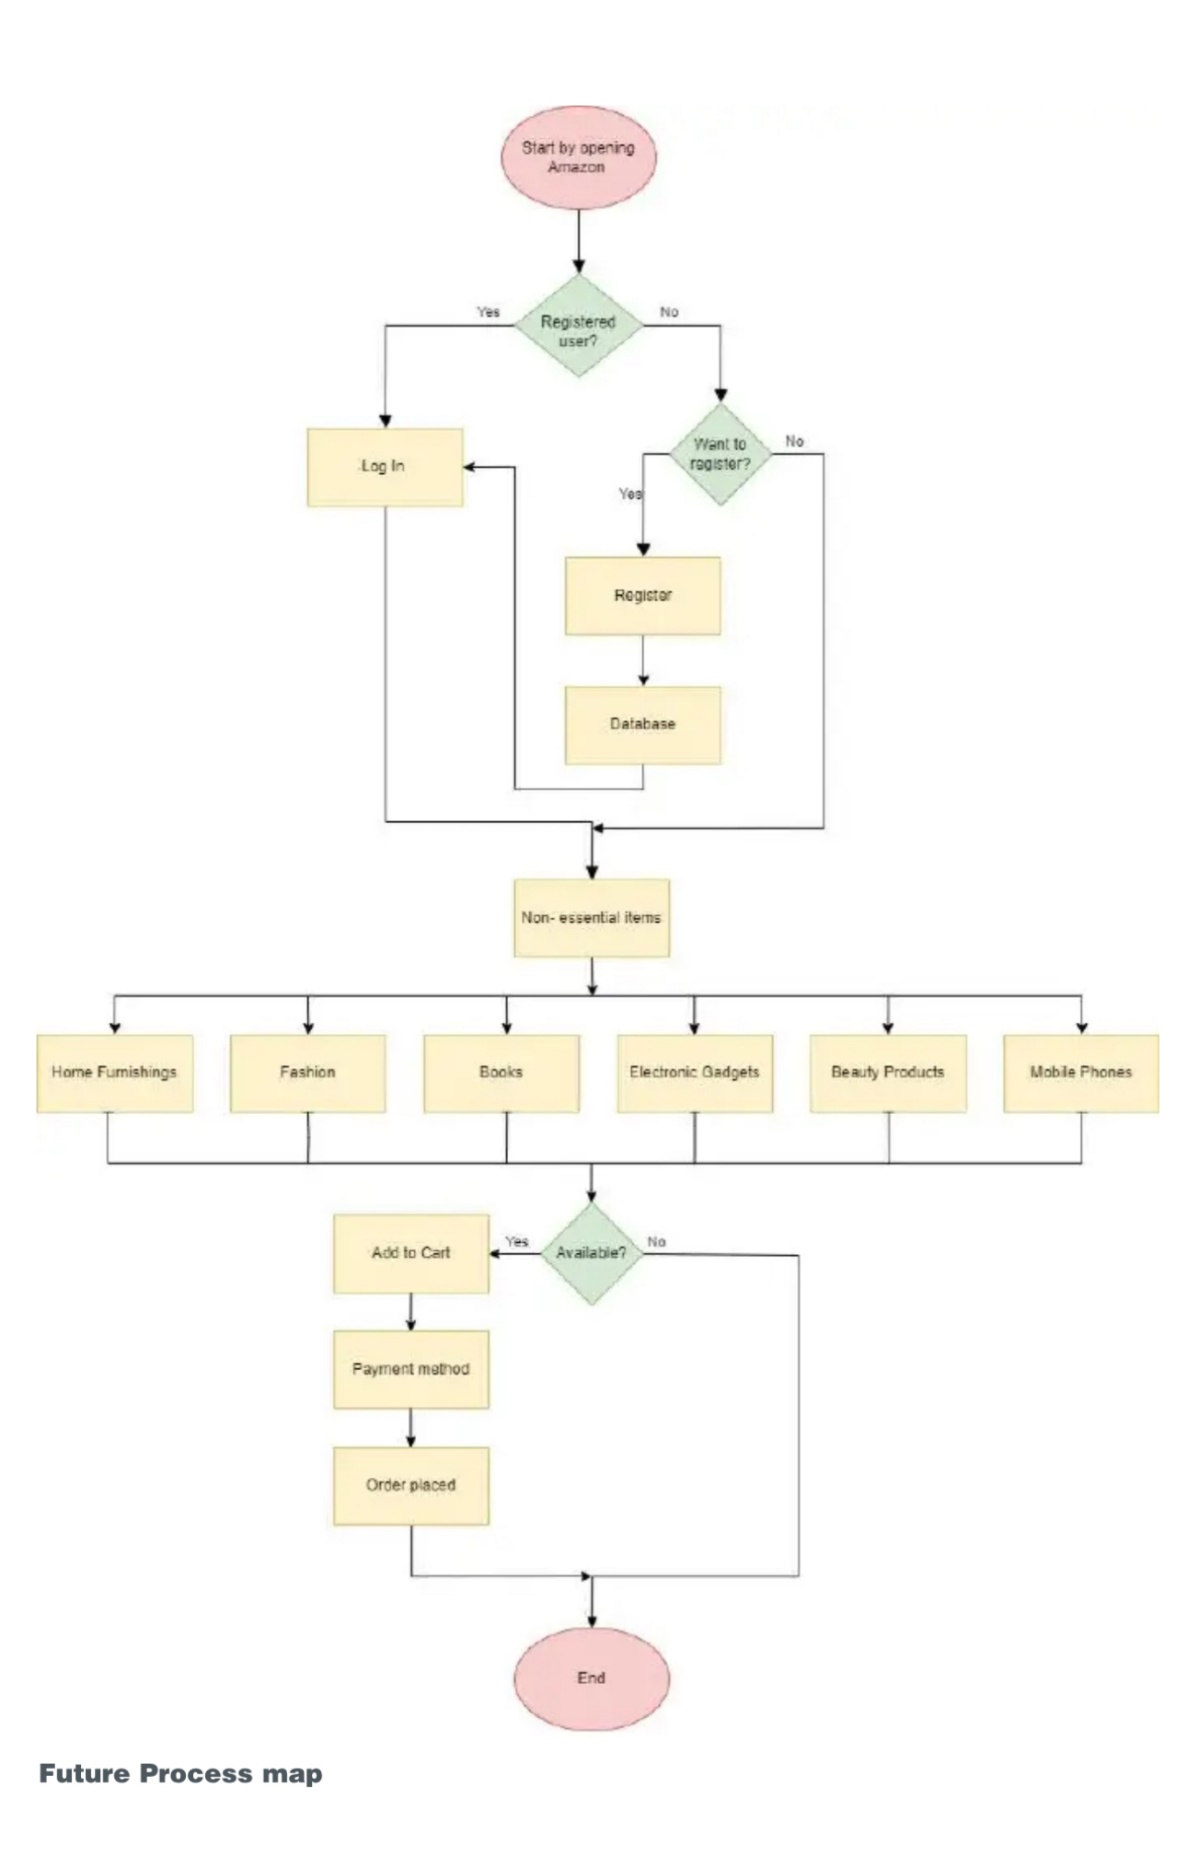 Start by opening
Amazon
Yes
Registered
user?
No
Log In
Want to
register?
No
Yes
Register
Database
Non- essential items
Home Furnishings
Fashion
Books
Electronic Gadgets
Beauty Products
Mobile Phones
Add to Cart
Yes
Available?
No
Payment method
Order placed
End
Future Process map